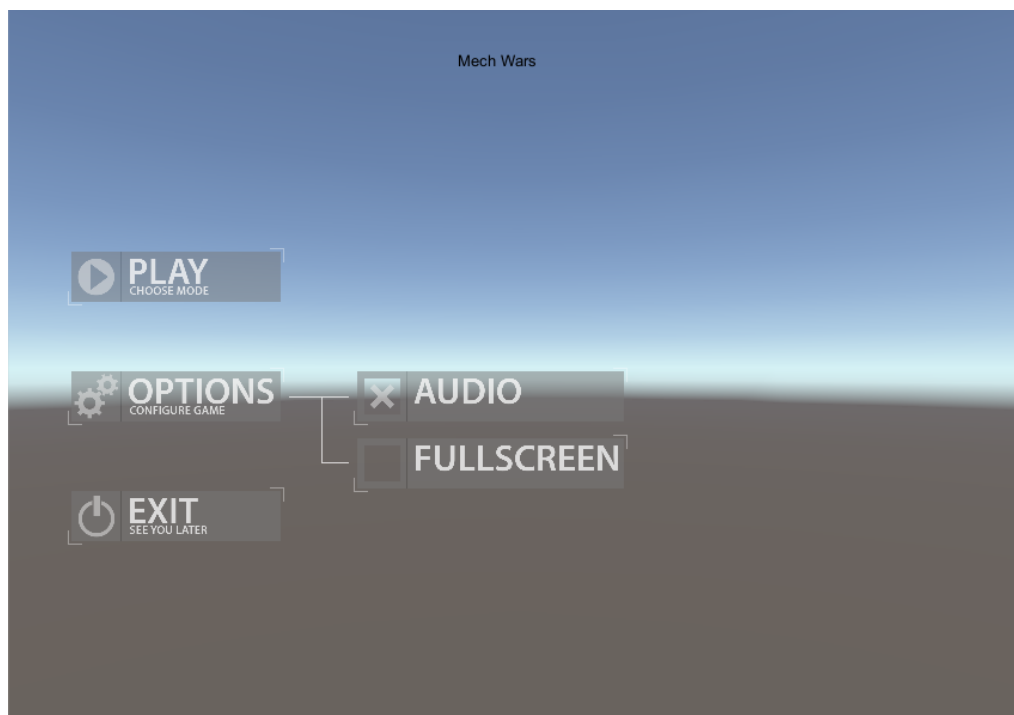 Mech Wars
PLAY
CHOOSE MODE
OPTIONS
CONFIGURE GAME
AUDIO
FULLSCREEN
EXIT
SEE YOU LATER